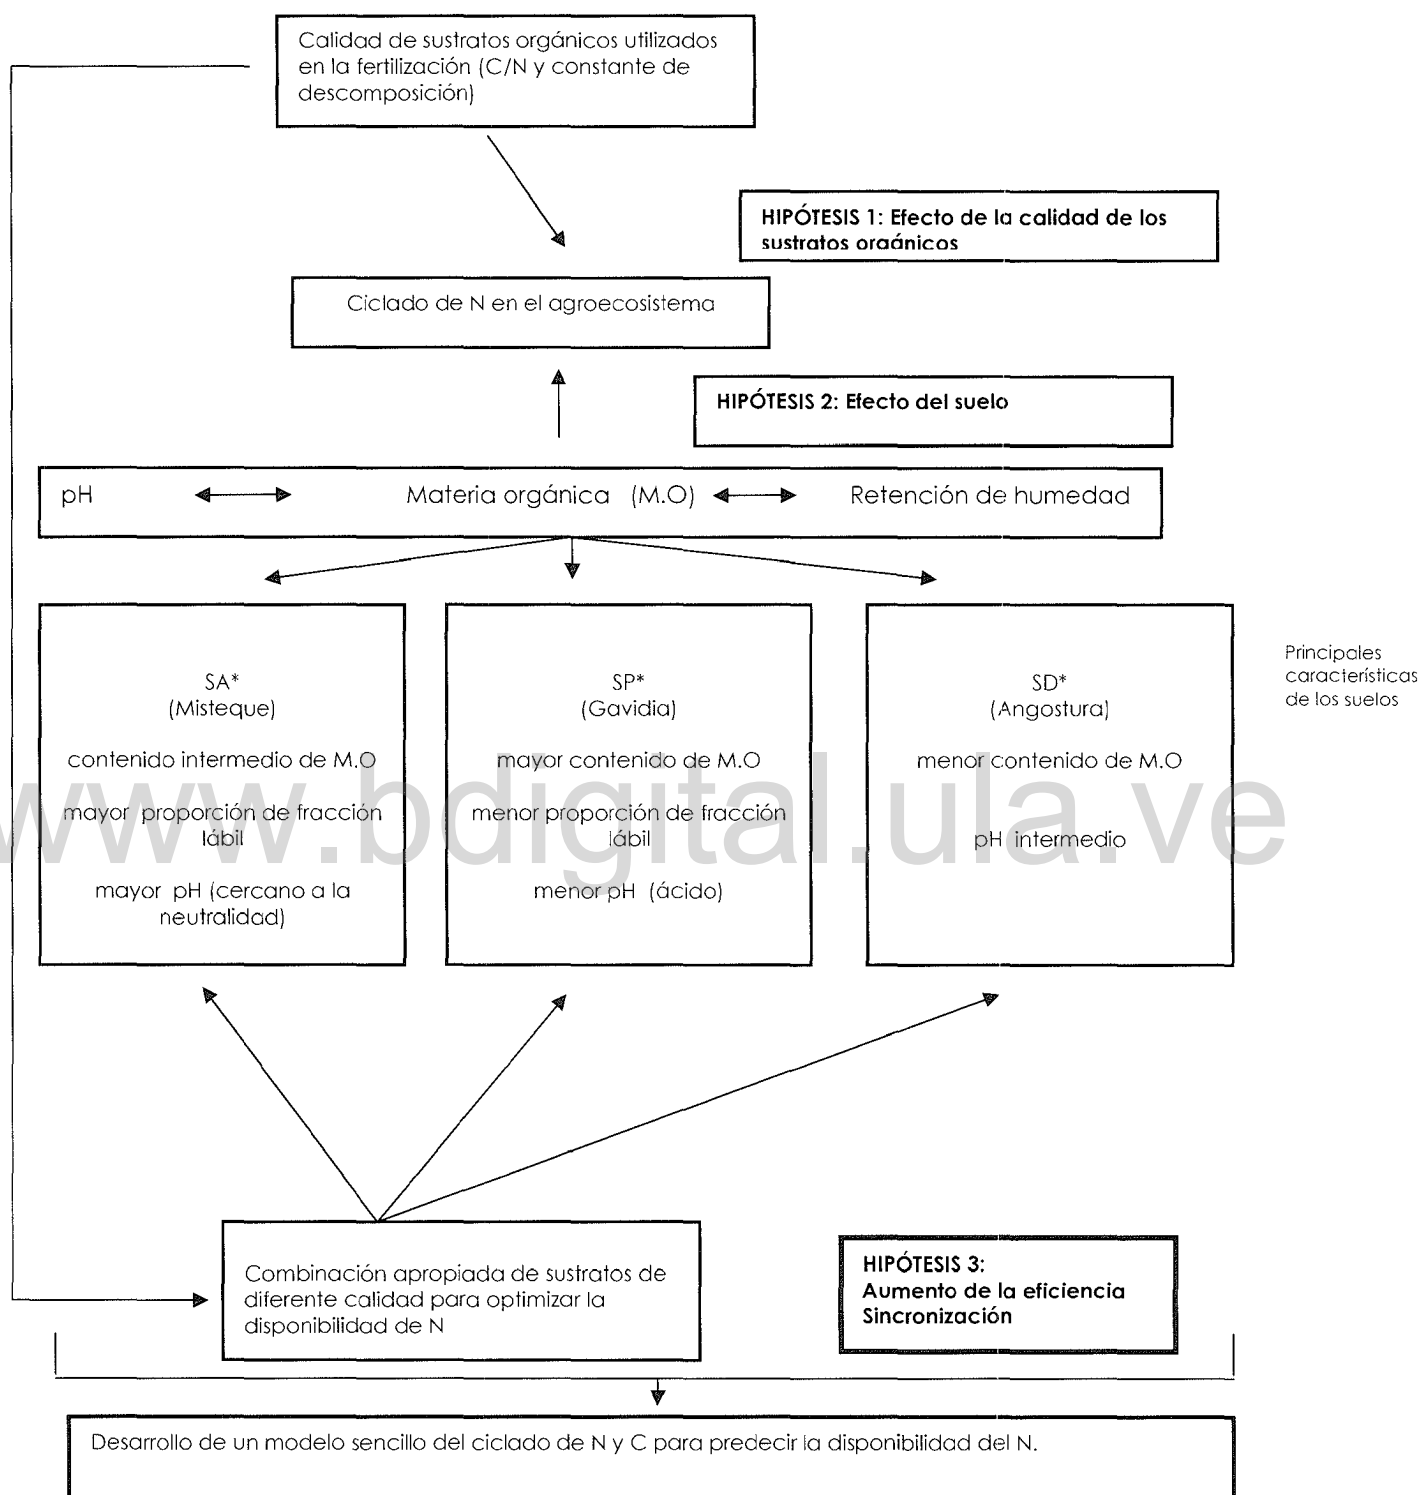 Calidad de sustratos orgánicos utilizados
en la fertilización (C/N y constante de
descomposición)
HIPÓTESIS 1: Efecto de la calidad de los
sustratos orgánicos
Ciclado de N en el agroecosistema
HIPÓTESIS 2: Efecto del suelo
pH Materia orgánica (M.O) Retención de humedad
SA*
(Misteque)
contenido intermedio de M.O
mayor proporción de fracción
lábil
mayor pH (cercano a la
neutralidad)
SP*
(Gavidia)
mayor contenido de M.O
menor proporción de fracción
lábil
menor pH (ácido)
SD*
(Angostura)
menor contenido de M.O
pH intermedio
Principales
características
de los suelos
www.bdigital.ula.ve
Combinación apropiada de sustratos de
diferente calidad para optimizar la
disponibilidad de N
HIPÓTESIS 3:
Aumento de la eficiencia
Sincronización
Desarrollo de un modelo sencillo del ciclado de N y C para predecir la disponibilidad del N.